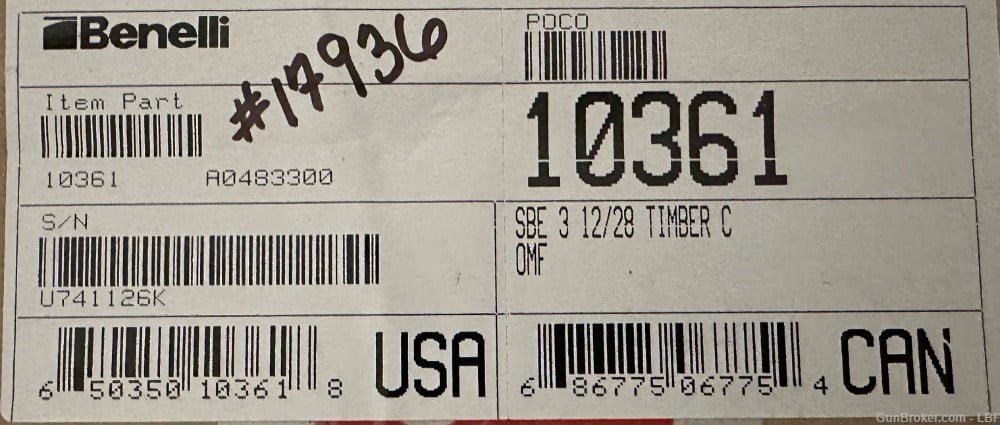 Benelli
#17936
POCO
Item Part
10361 A0483300
10361
S/N
U741126K
SBE 3 12/28 TIMBER C
OMF
6 50350 10361 8 USA
6 86775 06775 4 CAN
GunBroker.com - LBF